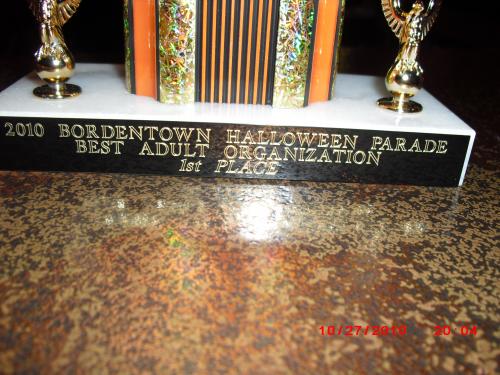 2010 BORDENTOWN HALLOWEEN PARADE
BEST ADULT ORGANIZATION
1st PLACE
10/27/2010 20:04